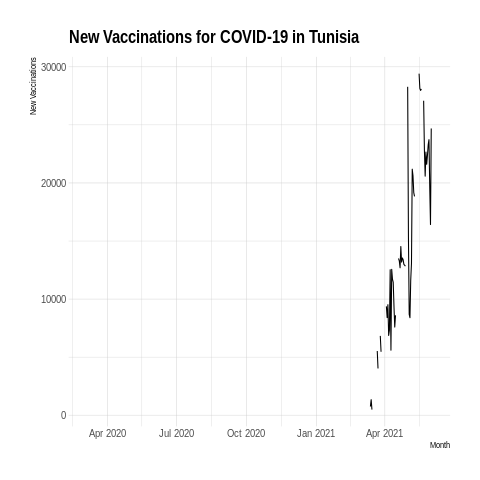 New Vaccinations for COVID-19 in Tunisia
New Vaccinations
30000
20000
10000
0
Apr 2020 Jul 2020 Oct 2020 Jan 2021 Apr 2021
Month